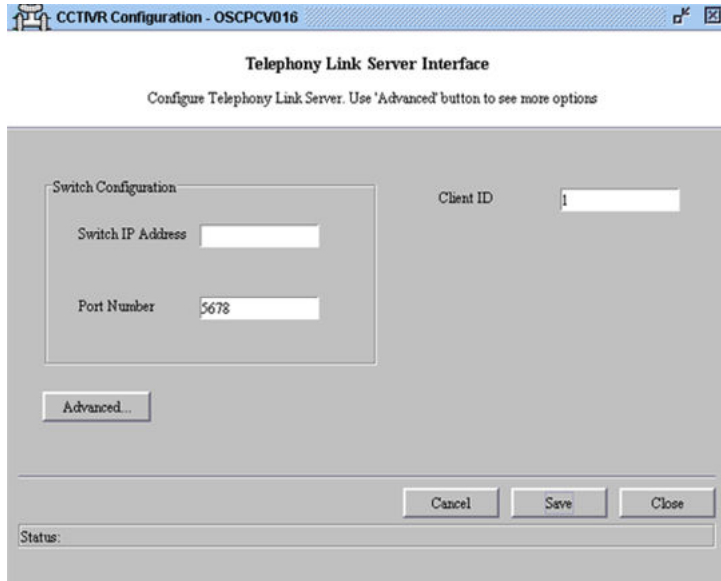 CCTIVR Configuration - OSCPCV016
Telephony Link Server Interface
Configure Telephony Link Server. Use 'Advanced' button to see more options
Switch Configuration
Client ID
1
Switch IP Address
Port Number
5678
Advanced...
Cancel
Save
Close
Status: